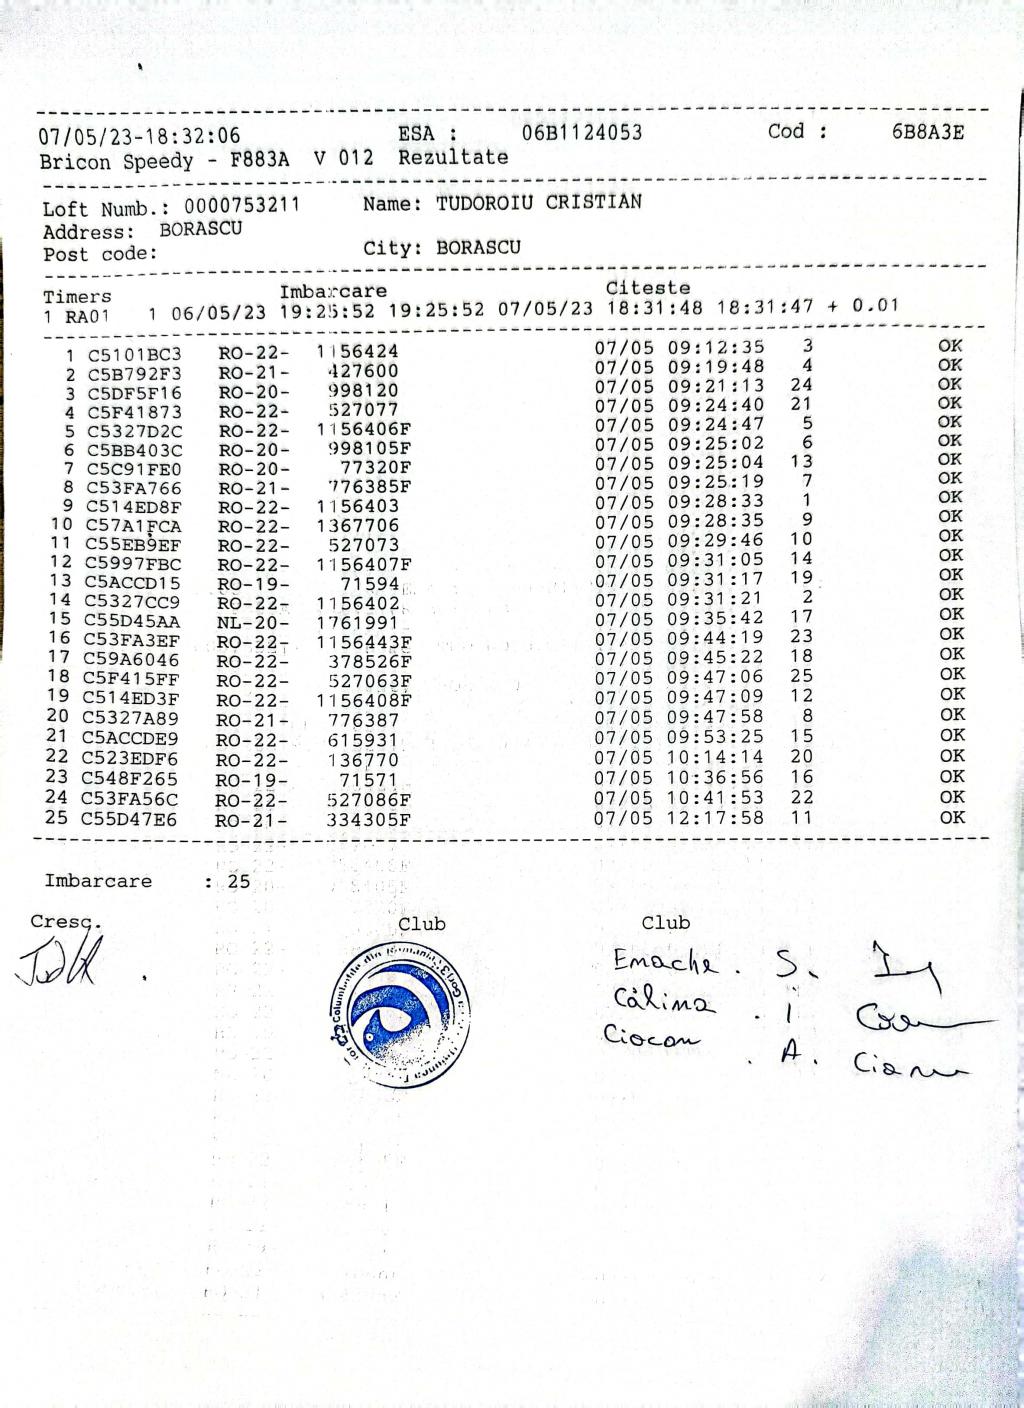 07/05/23-18:32:06 ESA : 06B1124053 Cod : 6B8A3E
Bricon Speedy - F883A V 012 Rezultate
Loft Numb.: 0000753211 Name: TUDOROIU CRISTIAN
Address: BORASCU
Post code: City: BORASCU
Timers Imbarcare Citeste
1 RA01 1 06/05/23 19:25:52 19:25:52 07/05/23 18:31:48 18:31:47 + 0.01
1 C5101BC3 RO-22- 1156424 07/05 09:12:35 3 OK
2 C5B792F3 RO-21- 427600 07/05 09:19:48 4 OK
3 C5DF5F16 RO-20- 998120 07/05 09:21:13 24 OK
4 C5F41873 RO-22- 527077 07/05 09:24:40 21 OK
5 C5327D2C RO-22- 1156406F 07/05 09:24:47 5 OK
6 C5BB403C RO-20- 998105F 07/05 09:25:02 6 OK
7 C5C91FE0 RO-20- 77320F 07/05 09:25:04 13 OK
8 C53FA766 RO-21- 776385F 07/05 09:25:19 7 OK
9 C514ED8F RO-22- 1156403 07/05 09:28:33 1 OK
10 C57A1FCA RO-22- 1367706 07/05 09:28:35 9 OK
11 C55EB9EF RO-22- 527073 07/05 09:29:46 10 OK
12 C5997FBC RO-22- 1156407F 07/05 09:31:05 14 OK
13 C5ACCD15 RO-19- 71594 07/05 09:31:17 19 OK
14 C5327CC9 RO-22- 1156402 07/05 09:31:21 2 OK
15 C55D45AA NL-20- 1761991 07/05 09:35:42 17 OK
16 C53FA3EF RO-22- 1156443F 07/05 09:44:19 23 OK
17 C59A6046 RO-22- 378526F 07/05 09:45:22 18 OK
18 C5F415FF RO-22- 527063F 07/05 09:47:06 25 OK
19 C514ED3F RO-22- 1156408F 07/05 09:47:09 12 OK
20 C5327A89 RO-21- 776387 07/05 09:47:58 8 OK
21 C5ACCDE9 RO-22- 615931 07/05 09:53:25 15 OK
22 C523EDF6 RO-22- 136770 07/05 10:14:14 20 OK
23 C548F265 RO-19- 71571 07/05 10:36:56 16 OK
24 C53FA56C RO-22- 527086F 07/05 10:41:53 22 OK
25 C55D47E6 RO-21- 334305F 07/05 12:17:58 11 OK
Imbarcare : 25
Cresc. Club Club
Emache . S.
Călima . I
Ciocan . A.